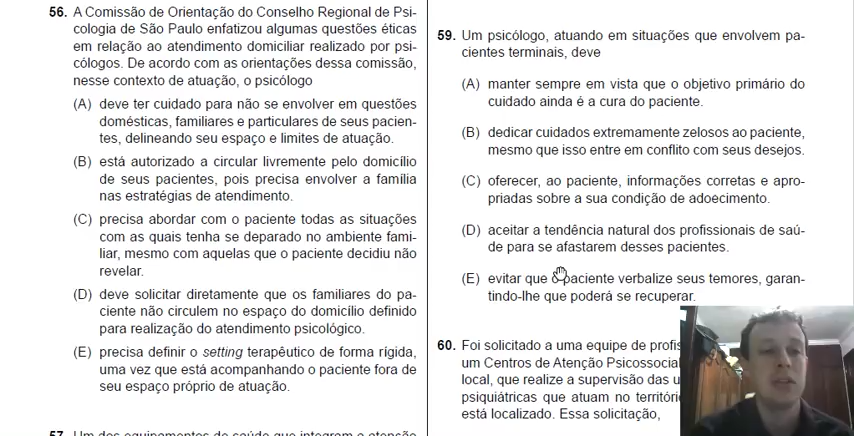 56. A Comissão de Orientação do Conselho Regional de Psi-
cologia de São Paulo enfatizou algumas questões éticas
em relação ao atendimento domiciliar realizado por psi-
cólogos. De acordo com as orientações dessa comissão,
nesse contexto de atuação, o psicólogo
(A) deve ter cuidado para não se envolver em questões
domésticas, familiares e particulares de seus pacien-
tes, delineando seu espaço e limites de atuação.
(B) está autorizado a circular livremente pelo domicílio
de seus pacientes, pois precisa envolver a família
nas estratégias de atendimento.
(C) precisa abordar com o paciente todas as situações
com as quais tenha se deparado no ambiente fami-
liar, mesmo com aquelas que o paciente decidiu não
revelar.
(D) deve solicitar diretamente que os familiares do pa-
ciente não circulem no espaço do domicílio definido
para realização do atendimento psicológico.
(E) precisa definir o setting terapêutico de forma rígida,
uma vez que está acompanhando o paciente fora de
seu espaço próprio de atuação.
57. Um dos equipamentos de saúde que integram a atenção
59. Um psicólogo, atuando em situações que envolvem pa-
cientes terminais, deve
(A) manter sempre em vista que o objetivo primário do
cuidado ainda é a cura do paciente.
(B) dedicar cuidados extremamente zelosos ao paciente,
mesmo que isso entre em conflito com seus desejos.
(C) oferecer, ao paciente, informações corretas e apro-
priadas sobre a sua condição de adoecimento.
(D) aceitar a tendência natural dos profissionais de saú-
de para se afastarem desses pacientes.
(E) evitar que o paciente verbalize seus temores, garan-
tindo-lhe que poderá se recuperar.
60. Foi solicitado a uma equipe de profis
um Centros de Atenção Psicossocial
local, que realize a supervisão das u
psiquiátricas que atuam no territóri
está localizado. Essa solicitação,